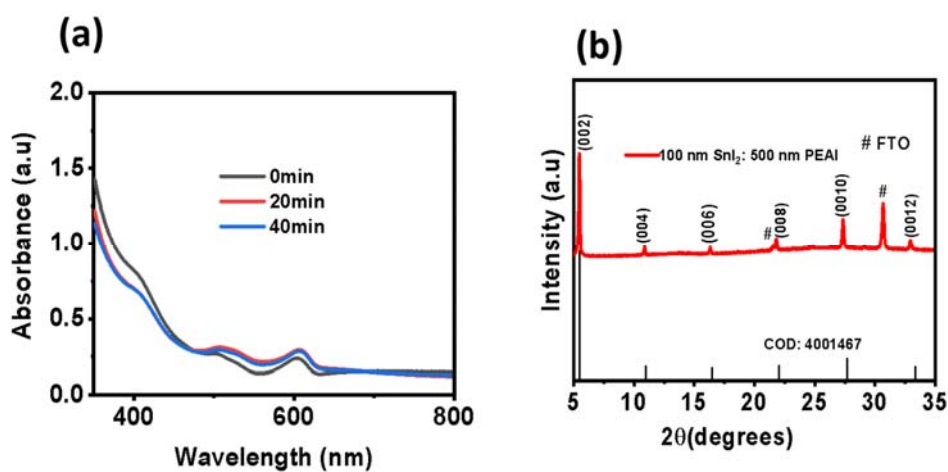 (a)
2.0
1.5
1.0
0.5
0.0
Absorbance (a.u)
0min
20min
40min
400
600
800
Wavelength (nm)
(b)
Intensity (a.u)
(002)
100 nm SnI₂: 500 nm PEAI
# FTO
(004)
(006)
#
(008)
(0010)
#
(0012)
COD: 4001467
5
10
15
20
25
30
35
2θ(degrees)